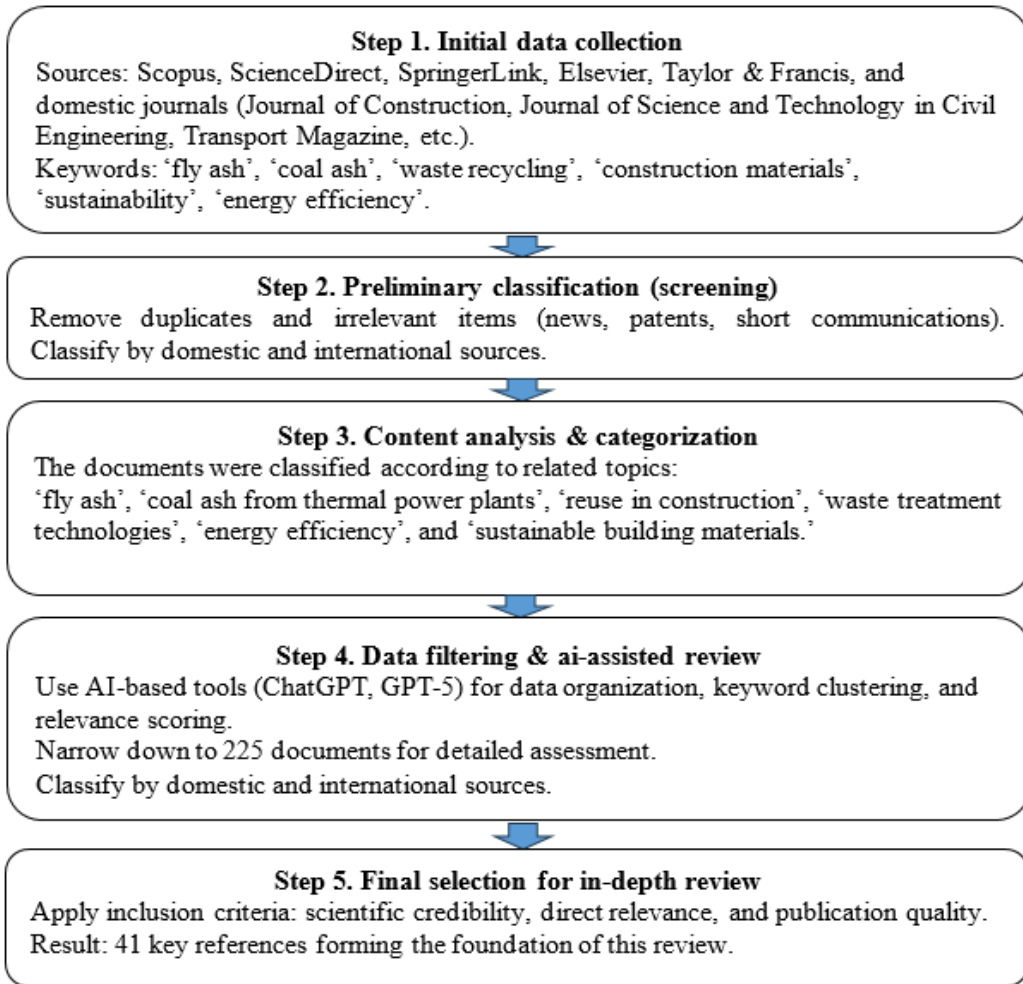 Step 1. Initial data collection
Sources: Scopus, ScienceDirect, SpringerLink, Elsevier, Taylor & Francis, and
domestic journals (Journal of Construction, Journal of Science and Technology in Civil
Engineering, Transport Magazine, etc.).
Keywords: ‘fly ash’, ‘coal ash’, ‘waste recycling’, ‘construction materials’,
‘sustainability’, ‘energy efficiency’.
Step 2. Preliminary classification (screening)
Remove duplicates and irrelevant items (news, patents, short communications).
Classify by domestic and international sources.
Step 3. Content analysis & categorization
The documents were classified according to related topics:
‘fly ash’, ‘coal ash from thermal power plants’, ‘reuse in construction’, ‘waste treatment
technologies’, ‘energy efficiency’, and ‘sustainable building materials.’
Step 4. Data filtering & ai-assisted review
Use AI-based tools (ChatGPT, GPT-5) for data organization, keyword clustering, and
relevance scoring.
Narrow down to 225 documents for detailed assessment.
Classify by domestic and international sources.
Step 5. Final selection for in-depth review
Apply inclusion criteria: scientific credibility, direct relevance, and publication quality.
Result: 41 key references forming the foundation of this review.